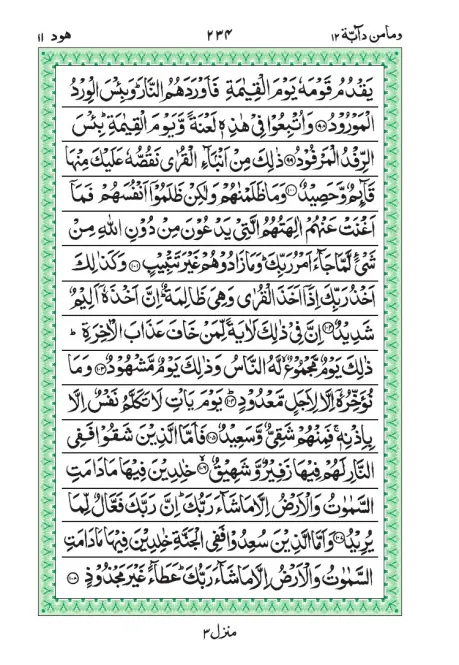 ومامن دآبة ١٢ ٢٣٤ هود ١١
يَقْدُمُ قَوْمَهٗ يَوْمَ الْقِيٰمَةِ فَاَوْرَدَهُمُ النَّارَ ؕ وَبِئْسَ الْوِرْدُ
الْمَوْرُوْدُ ﴿۹۸﴾ وَاُتْبِعُوْا فِیْ هٰذِهٖ لَعْنَةً وَّيَوْمَ الْقِيٰمَةِ ؕ بِئْسَ
الرِّفْدُ الْمَرْفُوْدُ ﴿۹۹﴾ ذٰلِكَ مِنْ اَنْۢبَآءِ الْقُرٰی نَقُصُّهٗ عَلَيْكَ مِنْهَا
قَآئِمٌ وَّحَصِيْدٌ ﴿۱۰۰﴾ وَمَا ظَلَمْنٰهُمْ وَلٰكِنْ ظَلَمُوْۤا اَنْفُسَهُمْ فَمَاۤ
اَغْنَتْ عَنْهُمْ اٰلِهَتُهُمُ الَّتِیْ يَدْعُوْنَ مِنْ دُوْنِ اللّٰهِ مِنْ
شَیْءٍ لَّمَّا جَآءَ اَمْرُ رَبِّكَ ؕ وَمَا زَادُوْهُمْ غَيْرَ تَتْبِيْبٍ ﴿۱۰۱﴾ وَكَذٰلِكَ
اَخْذُ رَبِّكَ اِذَاۤ اَخَذَ الْقُرٰی وَهِیَ ظَالِمَةٌ ؕ اِنَّ اَخْذَهٗۤ اَلِيْمٌ
شَدِيْدٌ ﴿۱۰۲﴾ اِنَّ فِیْ ذٰلِكَ لَاٰيَةً لِّمَنْ خَافَ عَذَابَ الْاٰخِرَةِ ؕ
ذٰلِكَ يَوْمٌ مَّجْمُوْعٌ ۙ لَّهُ النَّاسُ وَذٰلِكَ يَوْمٌ مَّشْهُوْدٌ ﴿۱۰۳﴾ وَمَا
نُؤَخِّرُهٗۤ اِلَّا لِاَجَلٍ مَّعْدُوْدٍ ﴿۱۰۴﴾ ؕ يَوْمَ يَاْتِ لَا تَكَلَّمُ نَفْسٌ اِلَّا
بِاِذْنِهٖ ۚ فَمِنْهُمْ شَقِیٌّ وَّسَعِيْدٌ ﴿۱۰۵﴾ فَاَمَّا الَّذِيْنَ شَقُوْا فَفِی
النَّارِ لَهُمْ فِيْهَا زَفِيْرٌ وَّشَهِيْقٌ ﴿۱۰۶﴾ ۙ خٰلِدِيْنَ فِيْهَا مَا دَامَتِ
السَّمٰوٰتُ وَالْاَرْضُ اِلَّا مَا شَآءَ رَبُّكَ ؕ اِنَّ رَبَّكَ فَعَّالٌ لِّمَا
يُرِيْدُ ﴿۱۰۷﴾ وَاَمَّا الَّذِيْنَ سُعِدُوْا فَفِی الْجَنَّةِ خٰلِدِيْنَ فِيْهَا مَا دَامَتِ
السَّمٰوٰتُ وَالْاَرْضُ اِلَّا مَا شَآءَ رَبُّكَ ؕ عَطَآءً غَيْرَ مَجْذُوْذٍ ﴿۱۰۸﴾
منزل ٣